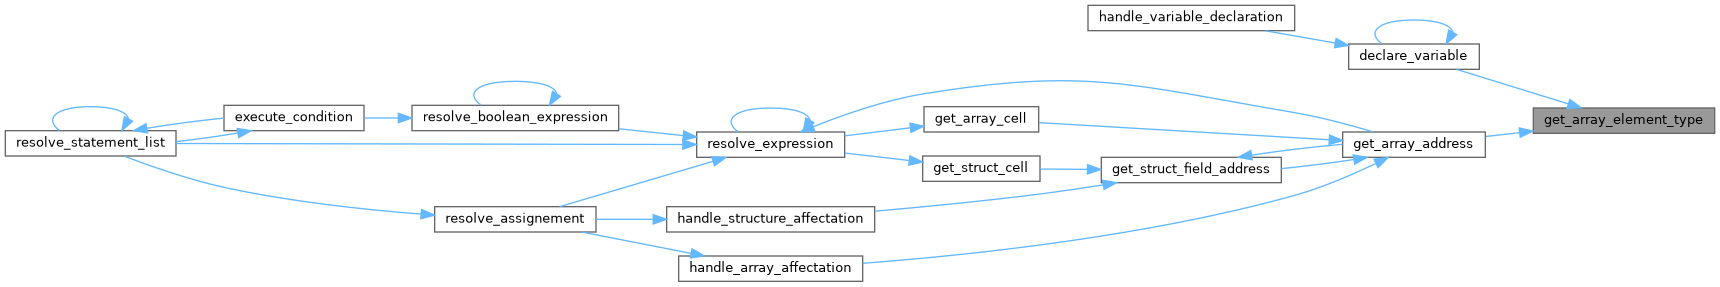 handle_variable_declaration
declare_variable
get_array_element_type
execute_condition
resolve_boolean_expression
get_array_cell
resolve_statement_list
resolve_expression
get_array_address
get_struct_cell
get_struct_field_address
resolve_assignement
handle_structure_affectation
handle_array_affectation